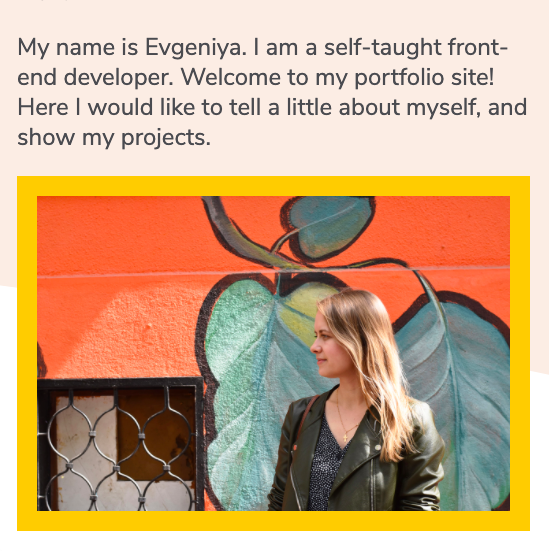 My name is Evgeniya. I am a self-taught front-
end developer. Welcome to my portfolio site!
Here I would like to tell a little about myself, and
show my projects.